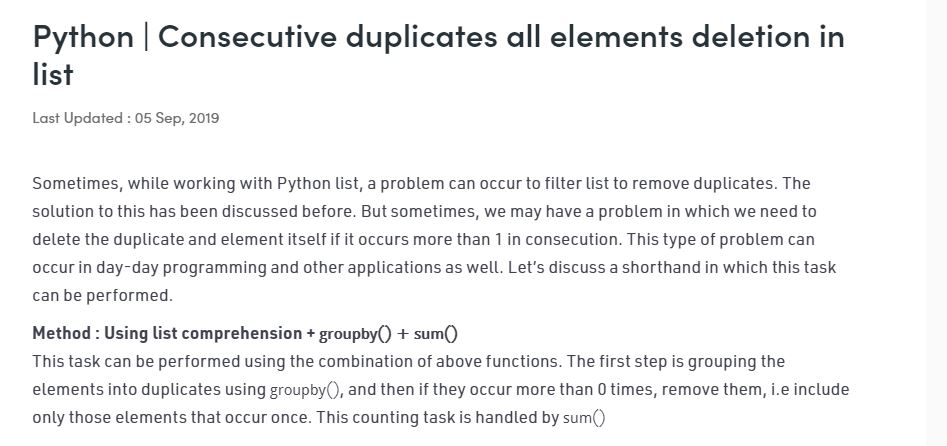 Python | Consecutive duplicates all elements deletion in
list
Last Updated : 05 Sep, 2019
Sometimes, while working with Python list, a problem can occur to filter list to remove duplicates. The
solution to this has been discussed before. But sometimes, we may have a problem in which we need to
delete the duplicate and element itself if it occurs more than 1 in consecution. This type of problem can
occur in day-day programming and other applications as well. Let's discuss a shorthand in which this task
can be performed.
Method : Using list comprehension + groupby() + sum()
This task can be performed using the combination of above functions. The first step is grouping the
elements into duplicates using groupby(), and then if they occur more than 0 times, remove them, i.e include
only those elements that occur once. This counting task is handled by sum()